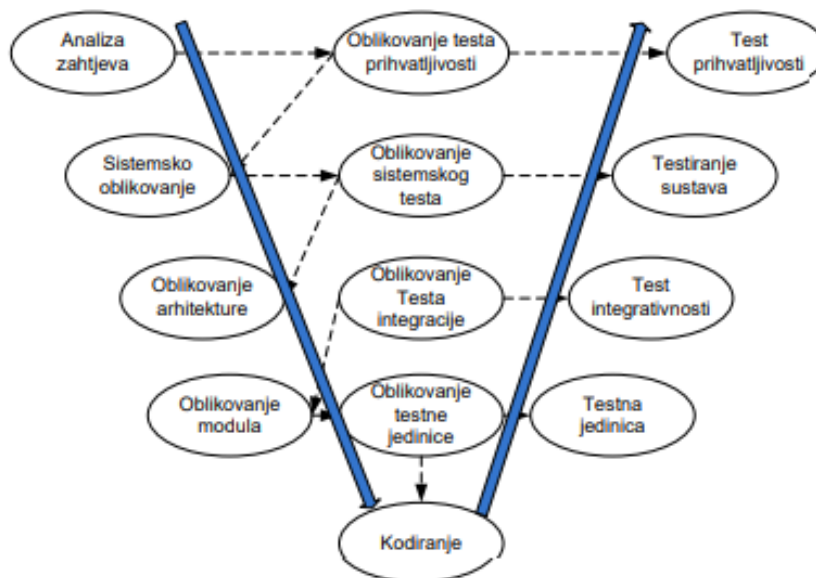 Analiza
zahtjeva
Oblikovanje testa
prihvatljivosti
Test
prihvatljivosti
Sistemsko
oblikovanje
Oblikovanje
sistemskog
testa
Testiranje
sustava
Oblikovanje
arhitekture
Oblikovanje
Testa
integracije
Test
integrativnosti
Oblikovanje
modula
Oblikovanje
testne
jedinice
Testna
jedinica
Kodiranje